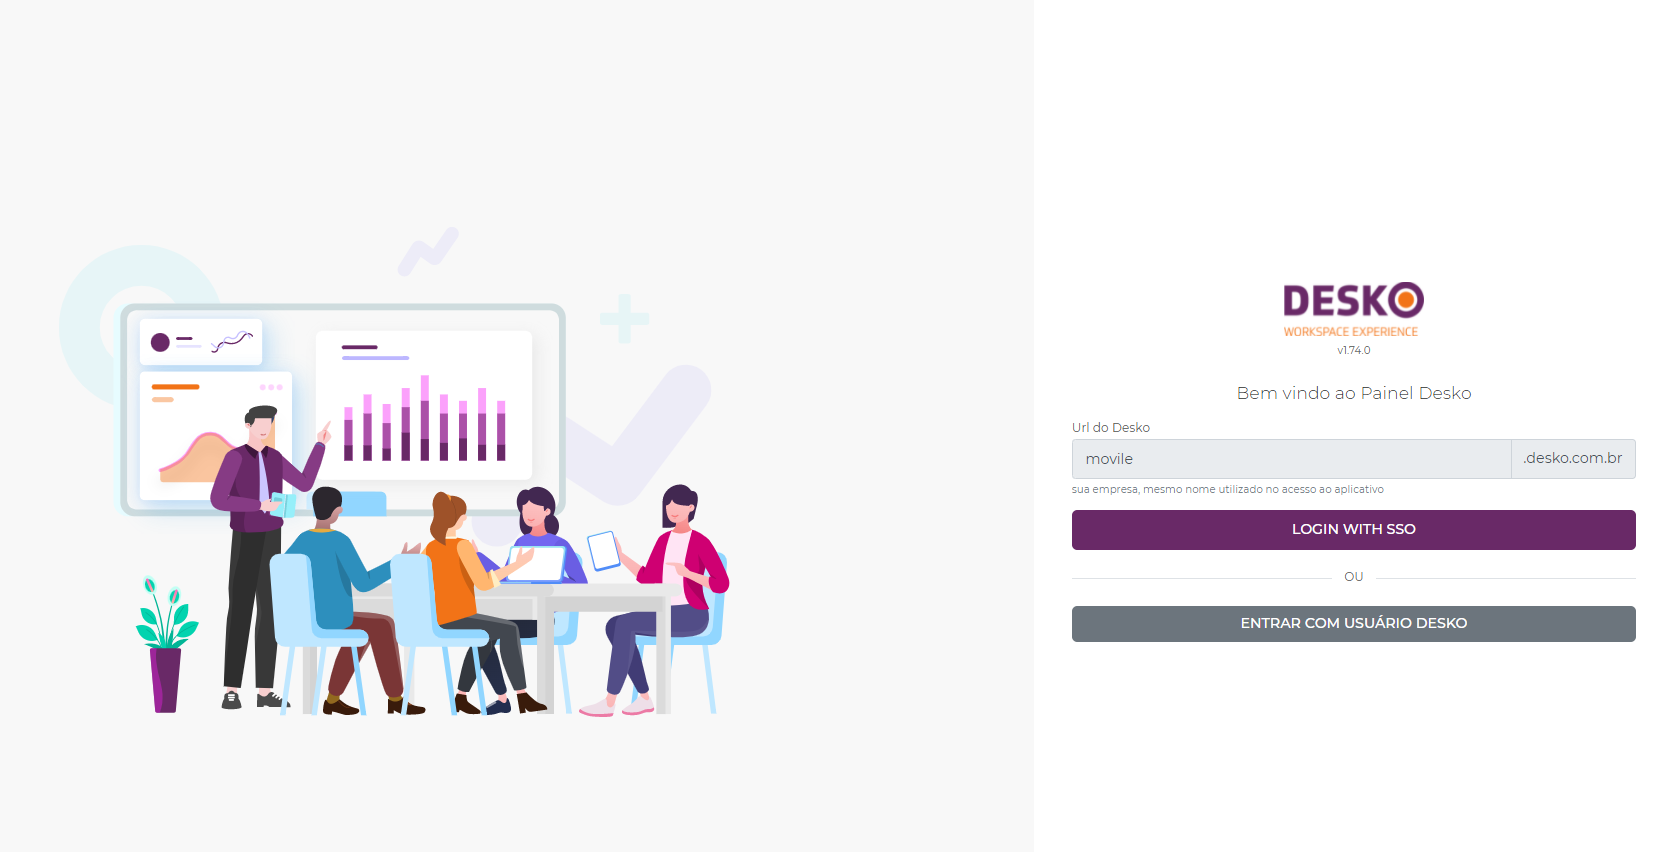 DESKO
WORKSPACE EXPERIENCE
v1.74.0
Bem vindo ao Painel Desko
Url do Desko
movile .desko.com.br
sua empresa, mesmo nome utilizado no acesso ao aplicativo
LOGIN WITH SSO
OU
ENTRAR COM USUÁRIO DESKO